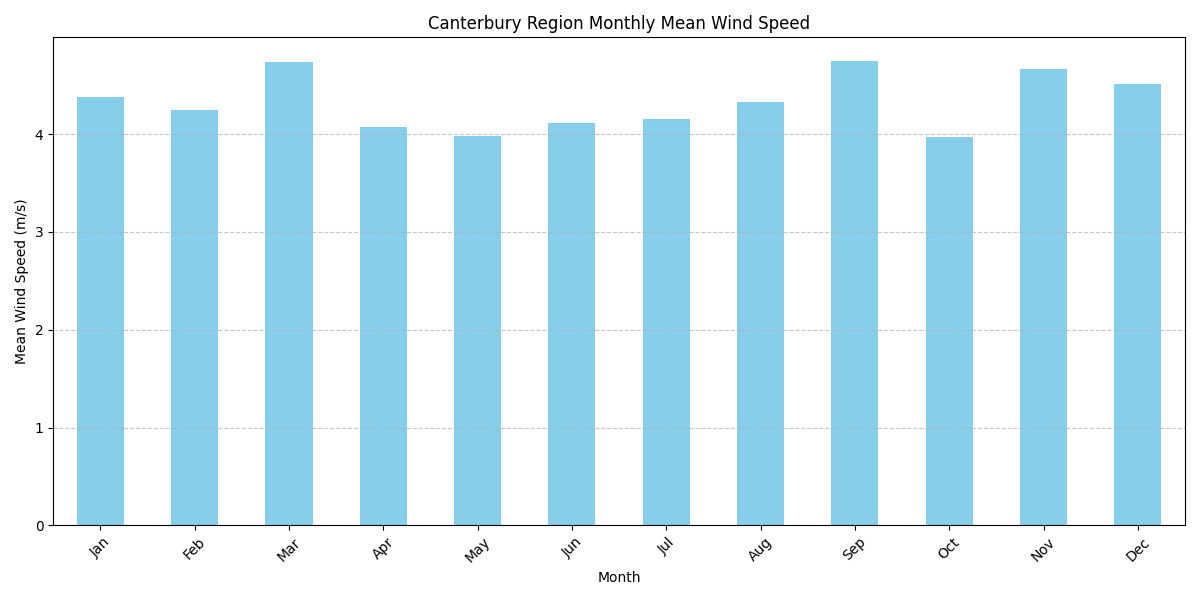 Canterbury Region Monthly Mean Wind Speed
Mean Wind Speed (m/s)
4
3
2
1
0
Jan Feb Mar Apr May Jun Jul Aug Sep Oct Nov Dec
Month